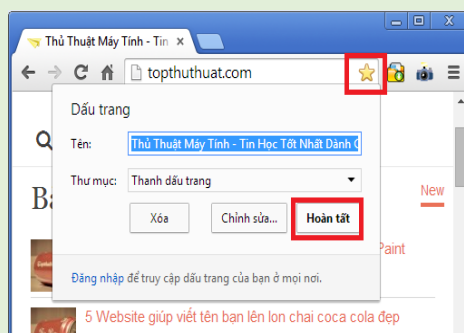 Thủ Thuật Máy Tính - Tin
topthuthuat.com
Dấu trang
Tên: Thủ Thuật Máy Tính - Tin Học Tốt Nhất Dành
Thư mục: Thanh dấu trang
New
Xóa Chỉnh sửa... Hoàn tất
Paint
Đăng nhập để truy cập dấu trang của bạn ở mọi nơi.
5 Website giúp viết tên bạn lên lon chai coca cola đẹp